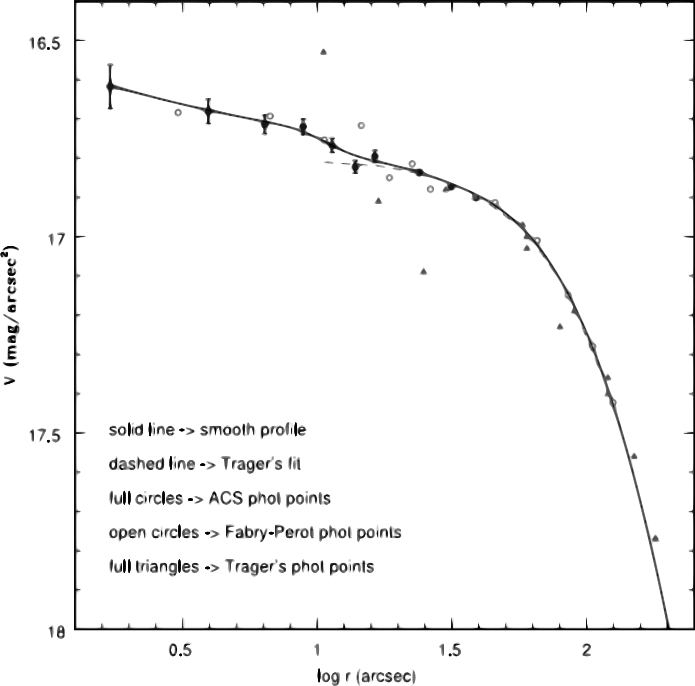 16.5
17
17.5
18
V (mag/arcsec²)
solid line -> smooth profile
dashed line -> Trager's fit
full circles -> ACS phot points
open circles -> Fabry-Perot phot points
full triangles -> Trager's phot points
0.5 1 1.5 2
log r (arcsec)